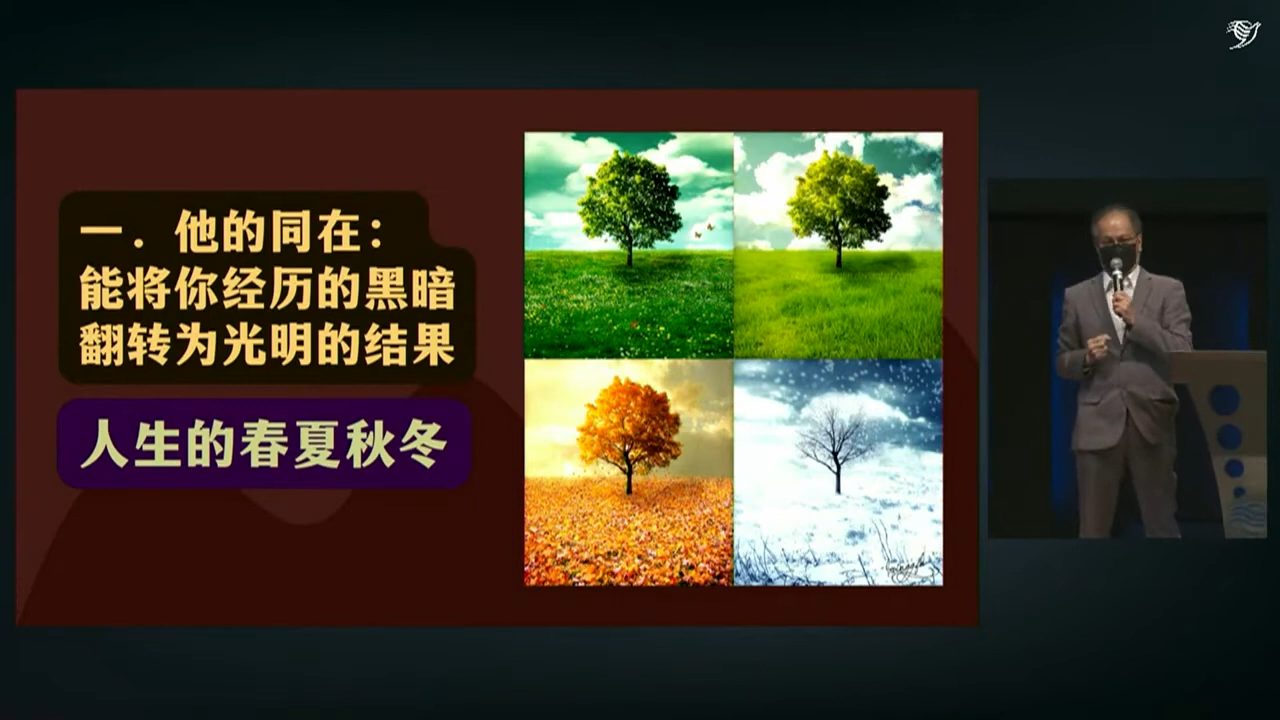 一．他的同在：
能将你经历的黑暗
翻转为光明的结果
人生的春夏秋冬